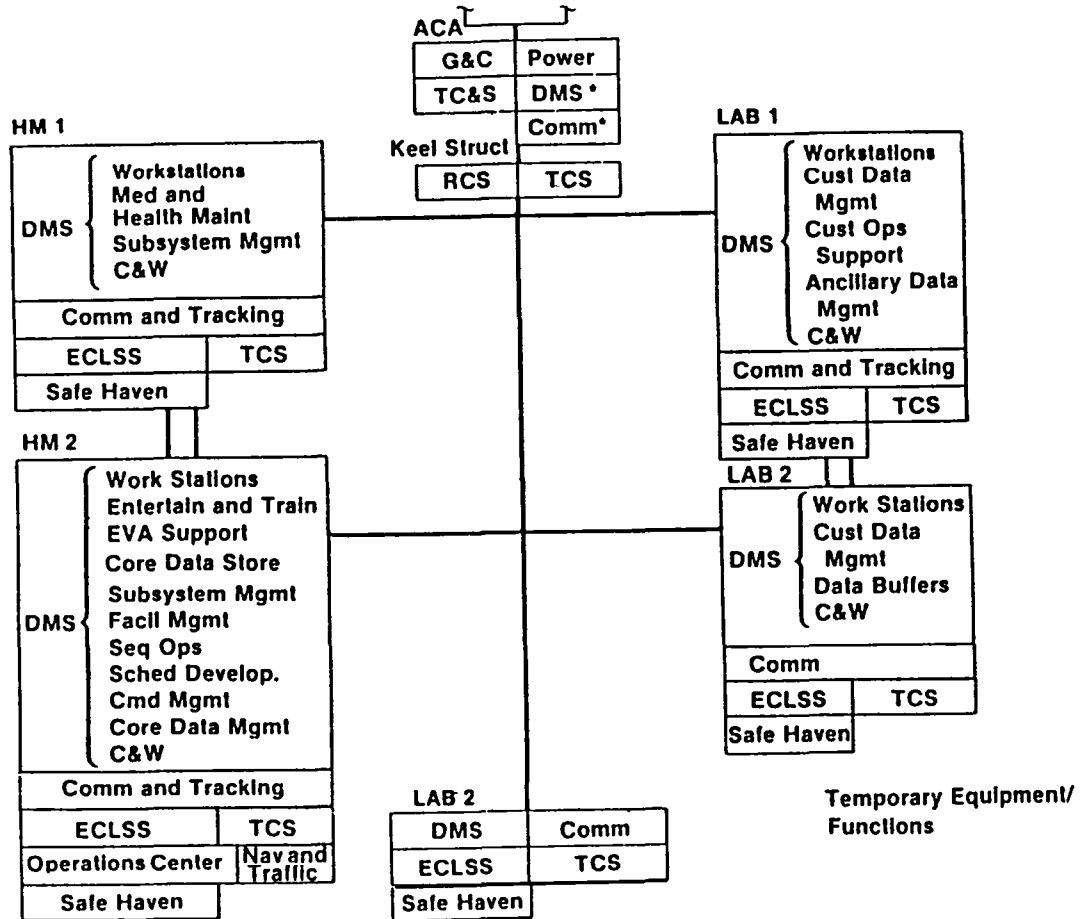 ACA
G&C Power
TC&S DMS *
Comm*
Keel Struct
RCS TCS
HM 1
DMS
Workstations
Med and
Health Maint
Subsystem Mgmt
C&W
Comm and Tracking
ECLSS TCS
Safe Haven
LAB 1
DMS
Workstations
Cust Data
Mgmt
Cust Ops
Support
Ancillary Data
Mgmt
C&W
Comm and Tracking
ECLSS TCS
Safe Haven
HM 2
DMS
Work Stations
Entertain and Train
EVA Support
Core Data Store
Subsystem Mgmt
Facil Mgmt
Seq Ops
Sched Develop.
Cmd Mgmt
Core Data Mgmt
C&W
Comm and Tracking
ECLSS TCS
Operations Center Nav and
Traffic
Safe Haven
LAB 2
DMS
Work Stations
Cust Data
Mgmt
Data Buffers
C&W
Comm
ECLSS TCS
Safe Haven
LAB 2
DMS Comm
ECLSS TCS
Safe Haven
Temporary Equipment/
Functions